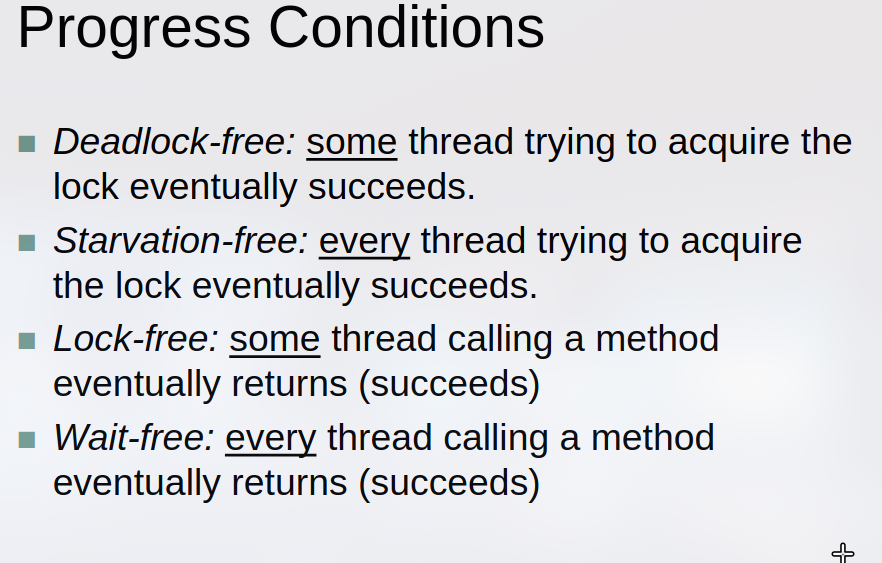 Progress Conditions
Deadlock-free: some thread trying to acquire the
lock eventually succeeds.
Starvation-free: every thread trying to acquire
the lock eventually succeeds.
Lock-free: some thread calling a method
eventually returns (succeeds)
Wait-free: every thread calling a method
eventually returns (succeeds)